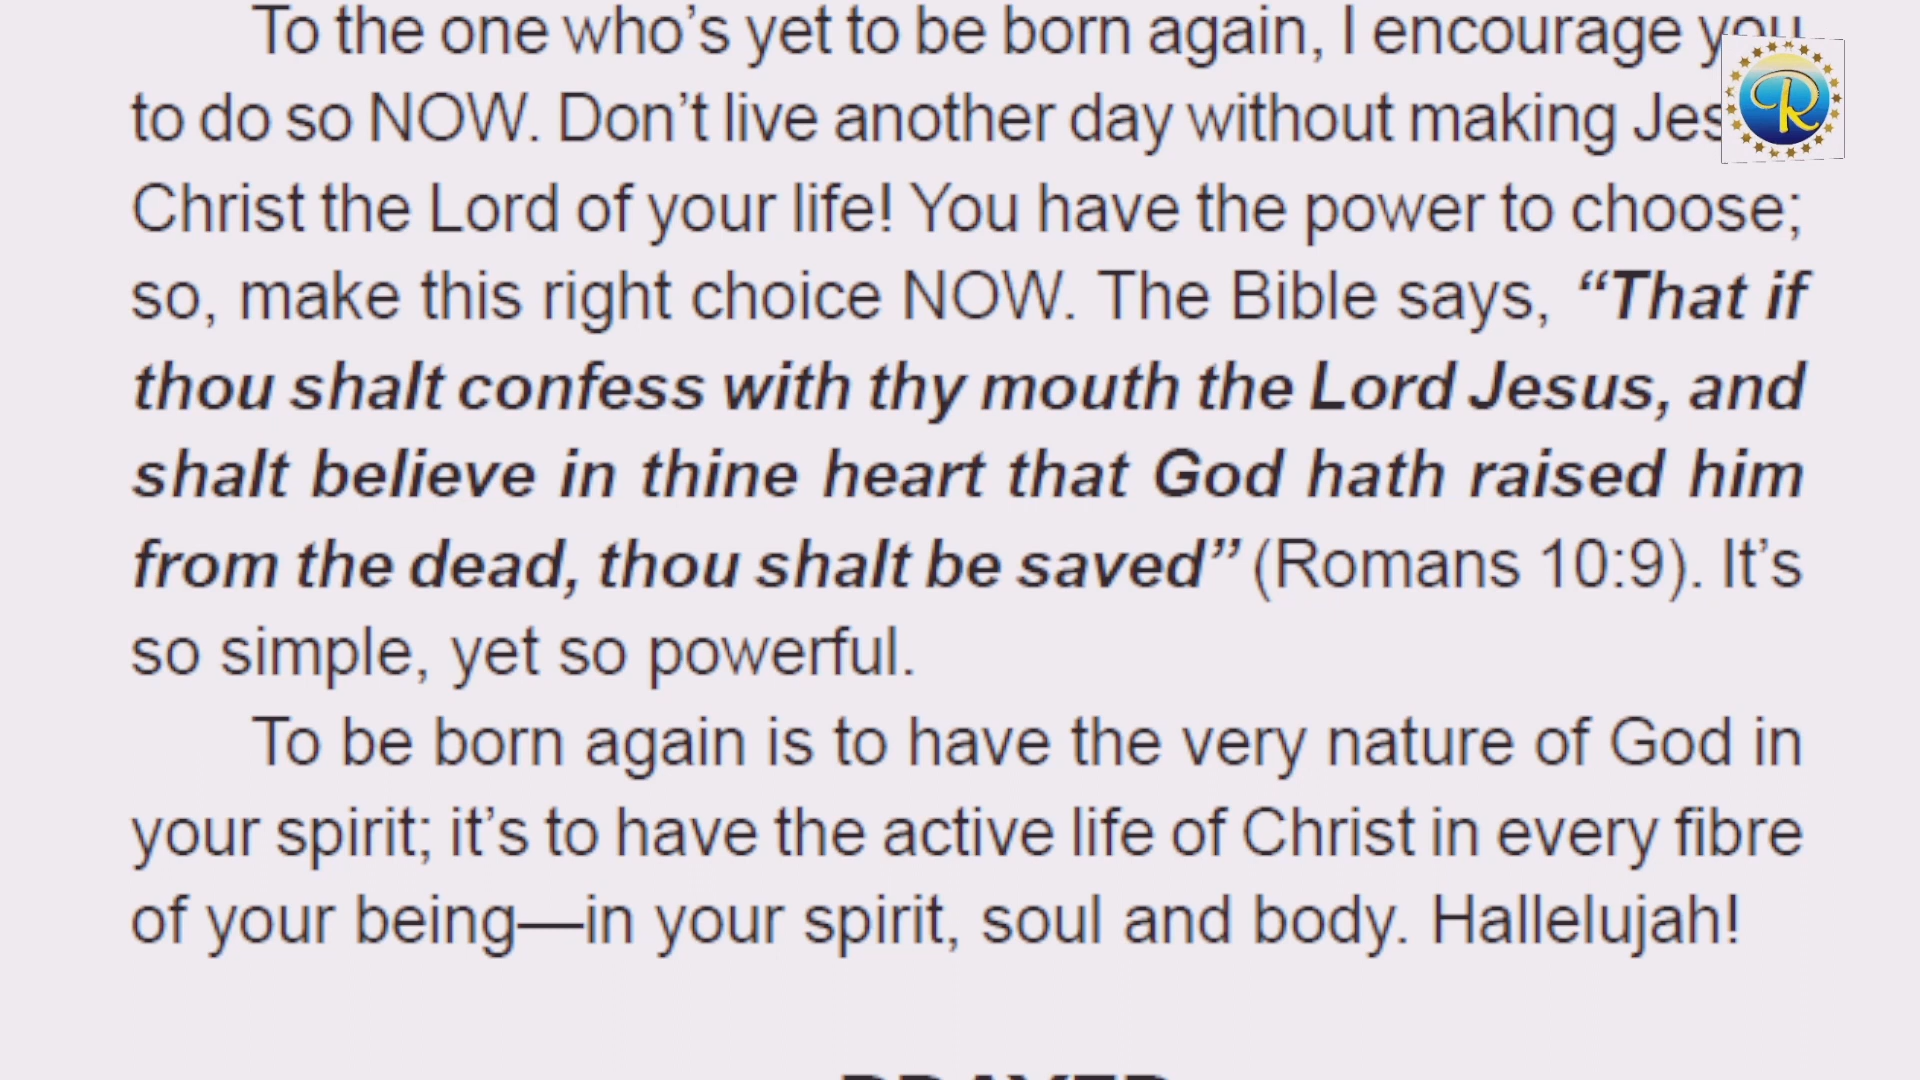 To the one who’s yet to be born again, I encourage you
to do so NOW. Don’t live another day without making
Christ the Lord of your life! You have the power to choose;
so, make this right choice NOW. The Bible says, “That if
thou shalt confess with thy mouth the Lord Jesus, and
shalt believe in thine heart that God hath raised him
from the dead, thou shalt be saved” (Romans 10:9). It’s
so simple, yet so powerful.
To be born again is to have the very nature of God in
your spirit; it’s to have the active life of Christ in every fibre
of your being—in your spirit, soul and body. Hallelujah!
PRAYER